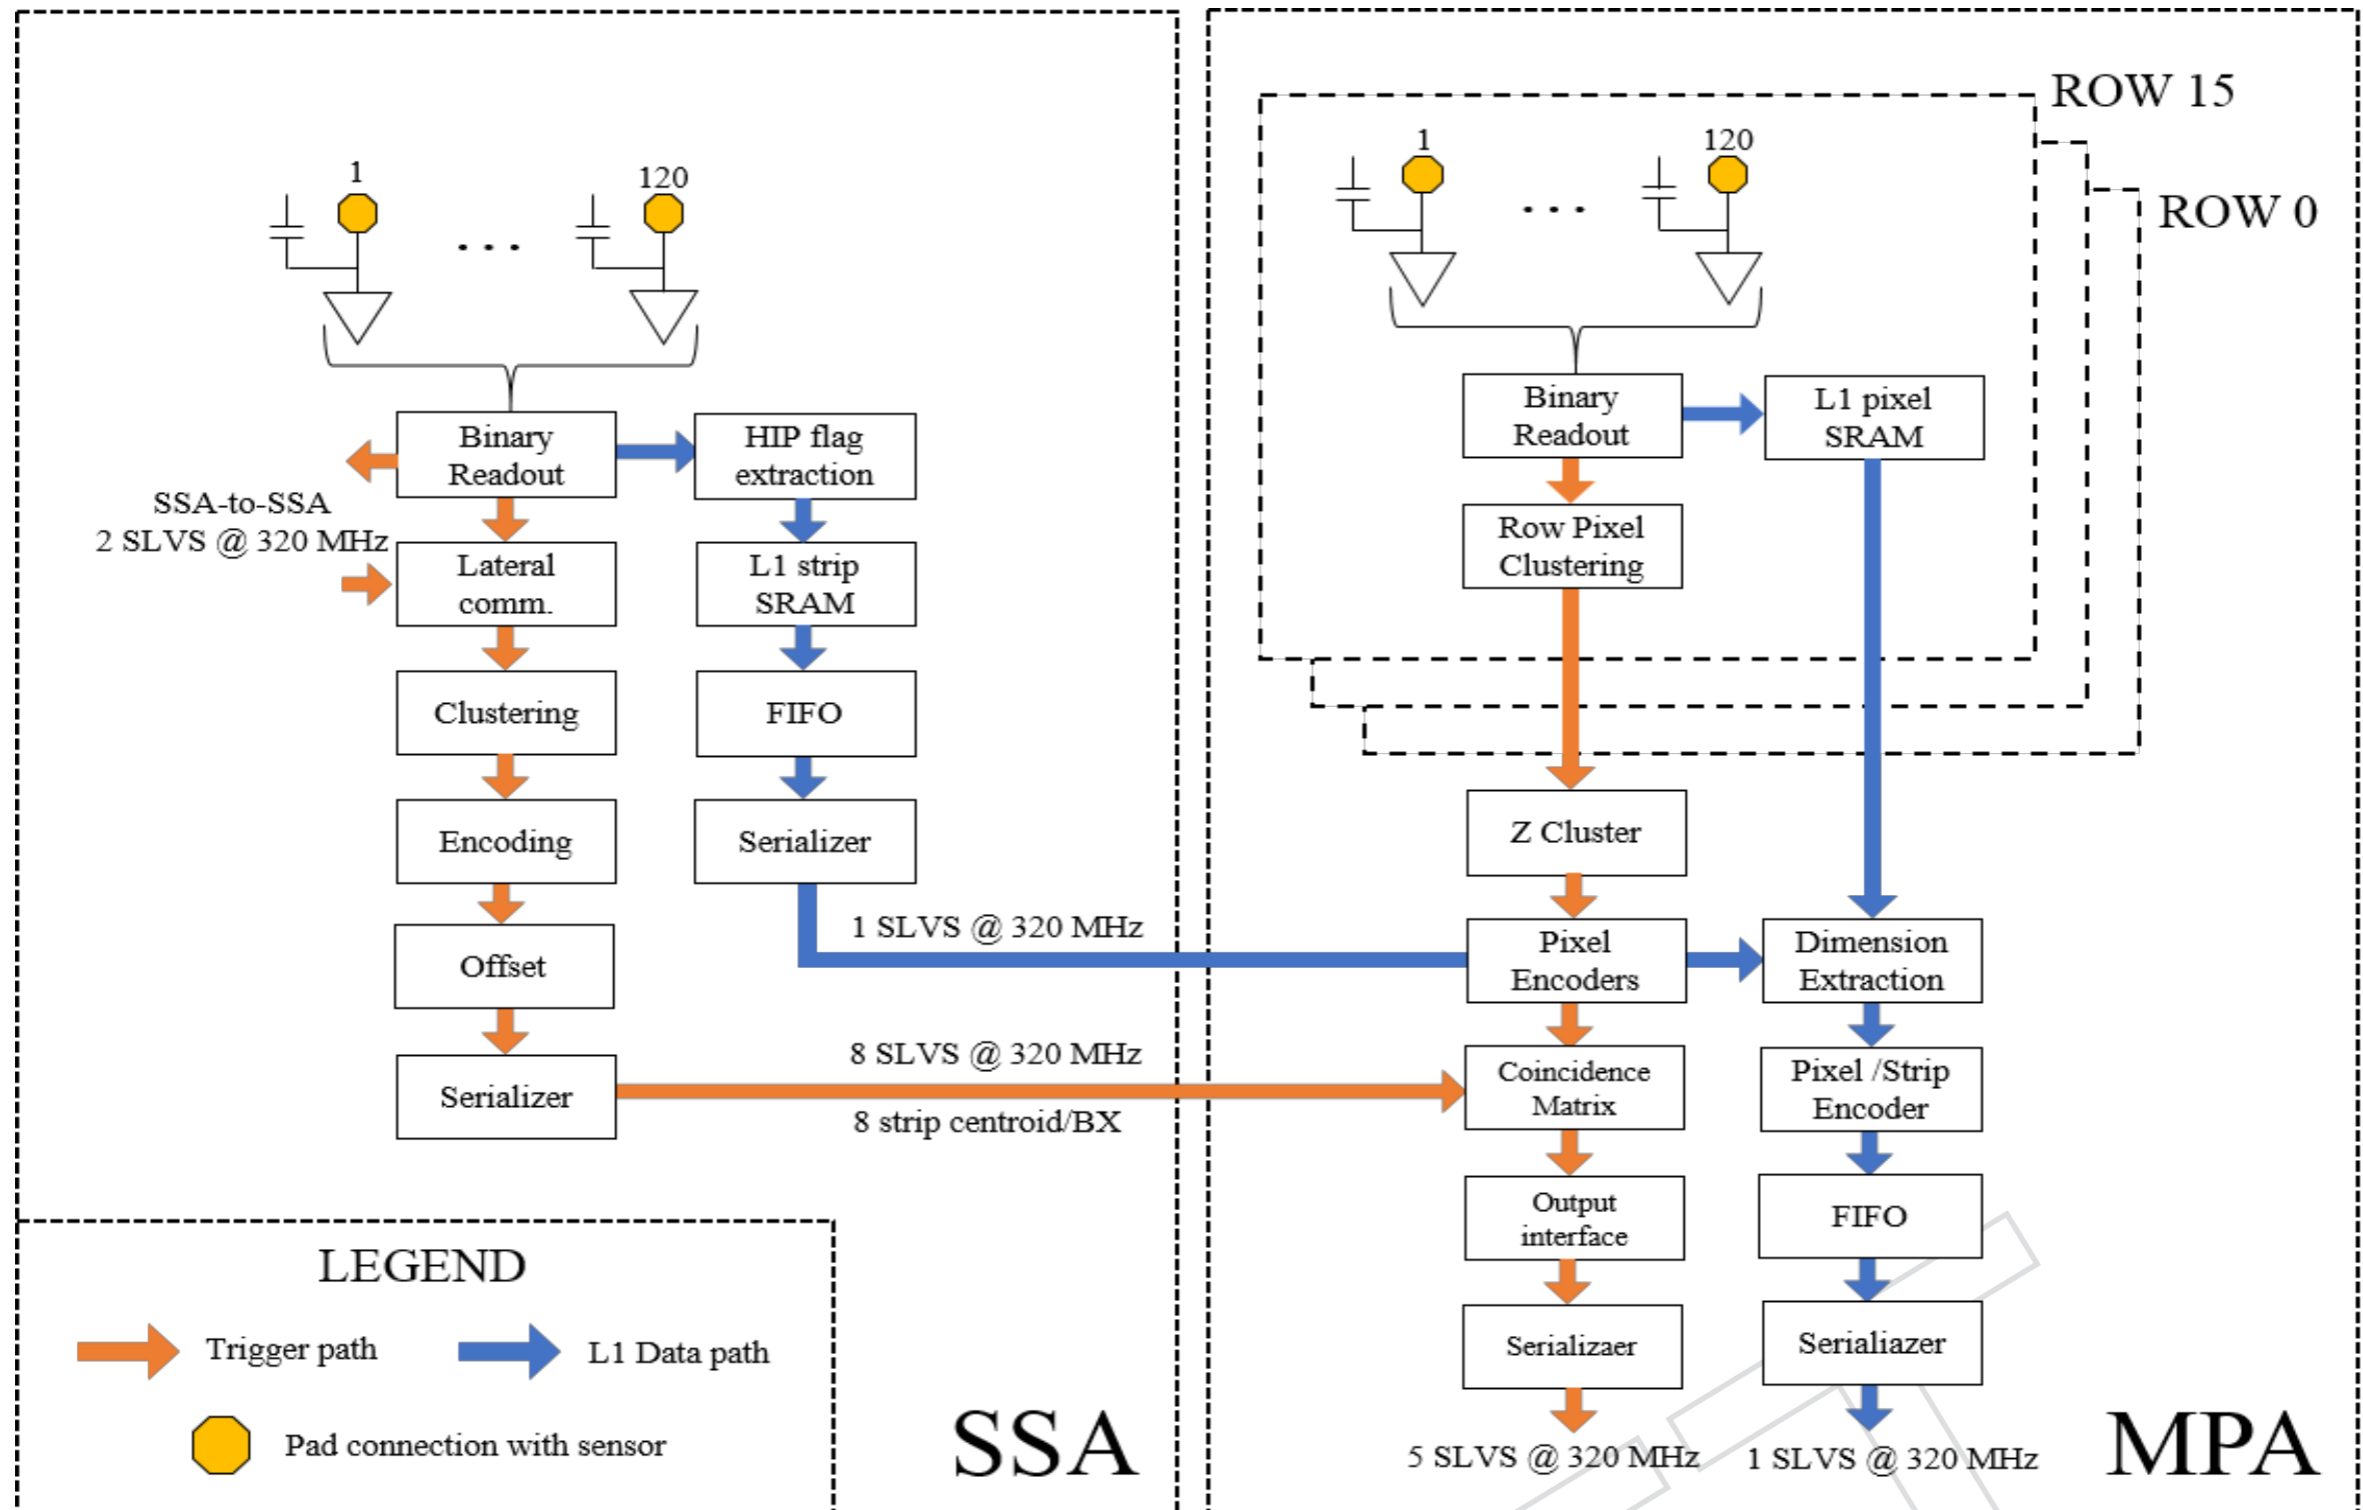 ROW 15
ROW 0
1
120
1
120
Binary
Readout
HIP flag
extraction
SSA-to-SSA
2 SLVS @ 320 MHz
Lateral
comm.
L1 strip
SRAM
Clustering
FIFO
Encoding
Serializer
Offset
Serializer
1 SLVS @ 320 MHz
8 SLVS @ 320 MHz
8 strip centroid/BX
Binary
Readout
L1 pixel
SRAM
Row Pixel
Clustering
Z Cluster
Pixel
Encoders
Dimension
Extraction
Coincidence
Matrix
Pixel /Strip
Encoder
Output
interface
FIFO
Serializaer
Serialiazer
5 SLVS @ 320 MHz
1 SLVS @ 320 MHz
LEGEND
Trigger path
L1 Data path
Pad connection with sensor
SSA
MPA